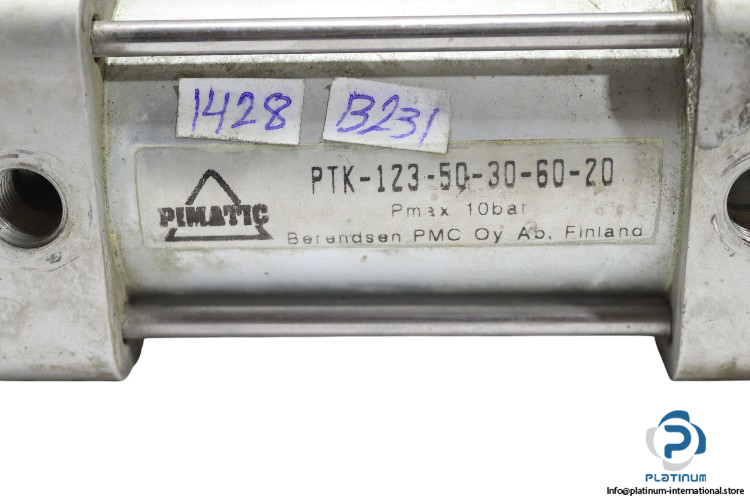 1428 B231
PTK-123-50-30-60-20
PIMATIC
Pmax 10bar
Berendsen PMC Oy Ab. Finland
PLATINUM
Info@platinum-international.store